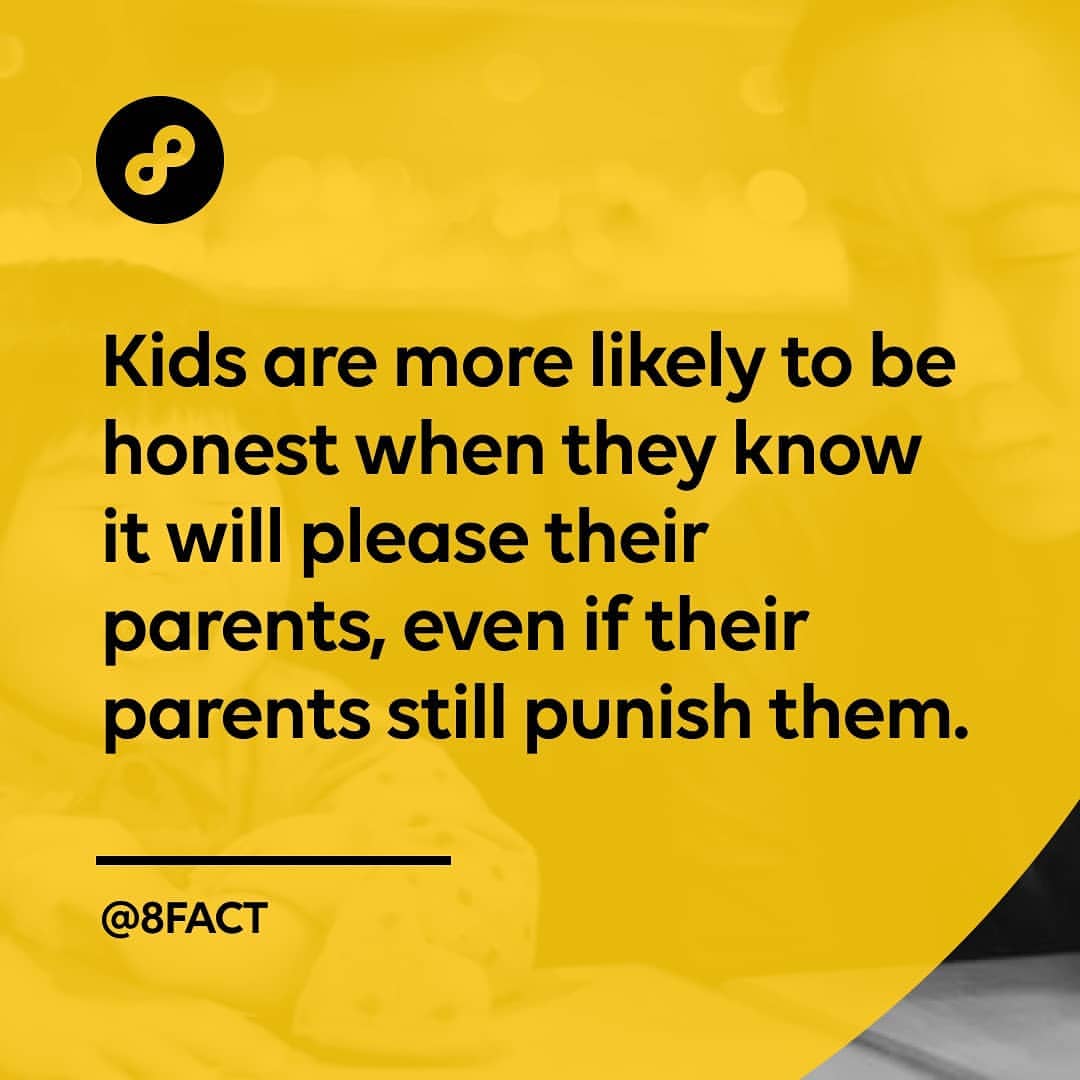 Kids are more likely to be
honest when they know
it will please their
parents, even if their
parents still punish them.
@8FACT